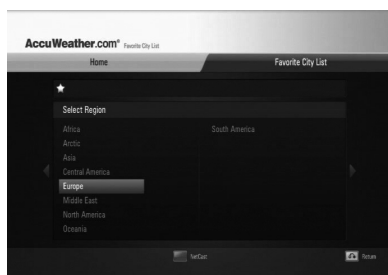 AccuWeather.com® Favorite City List
Home
Favorite City List
Select Region
Africa
South America
Arctic
Asia
Central America
Europe
Middle East
North America
Oceania
NetCast
Return